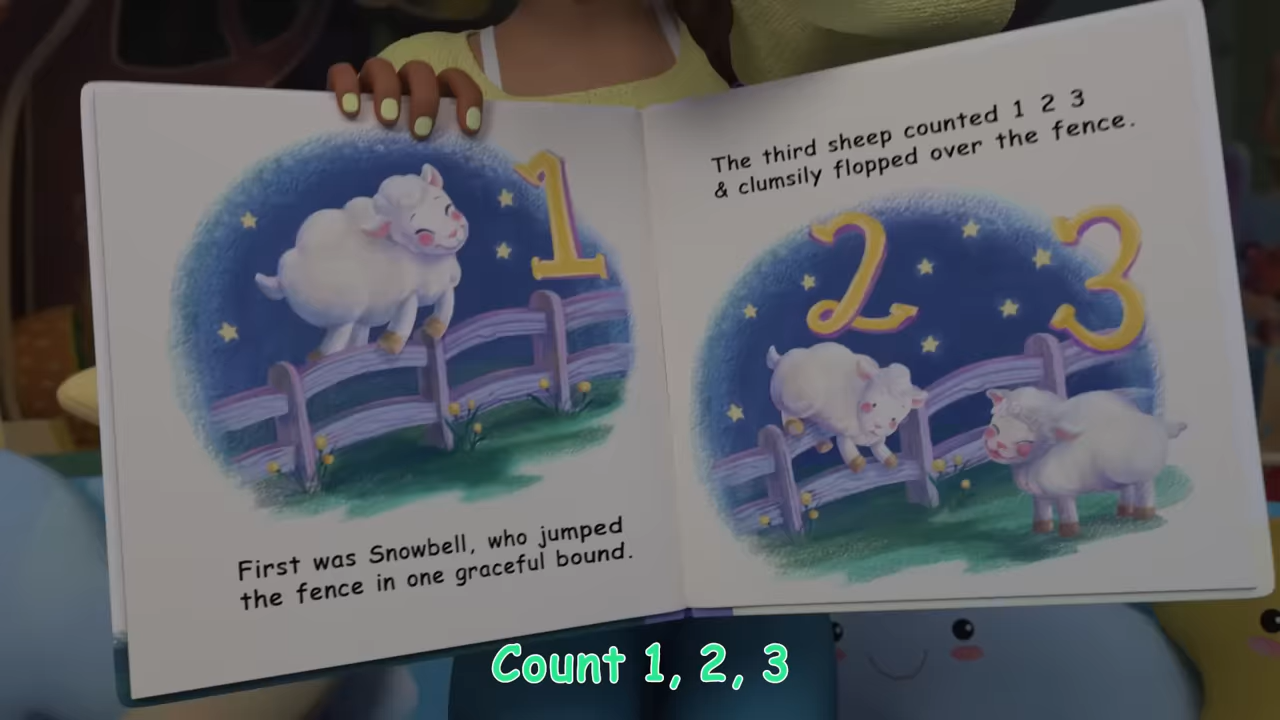 1
First was Snowbell, who jumped
the fence in one graceful bound.
The third sheep counted 1 2 3
& clumsily flopped over the fence.
2 3
Count 1, 2, 3